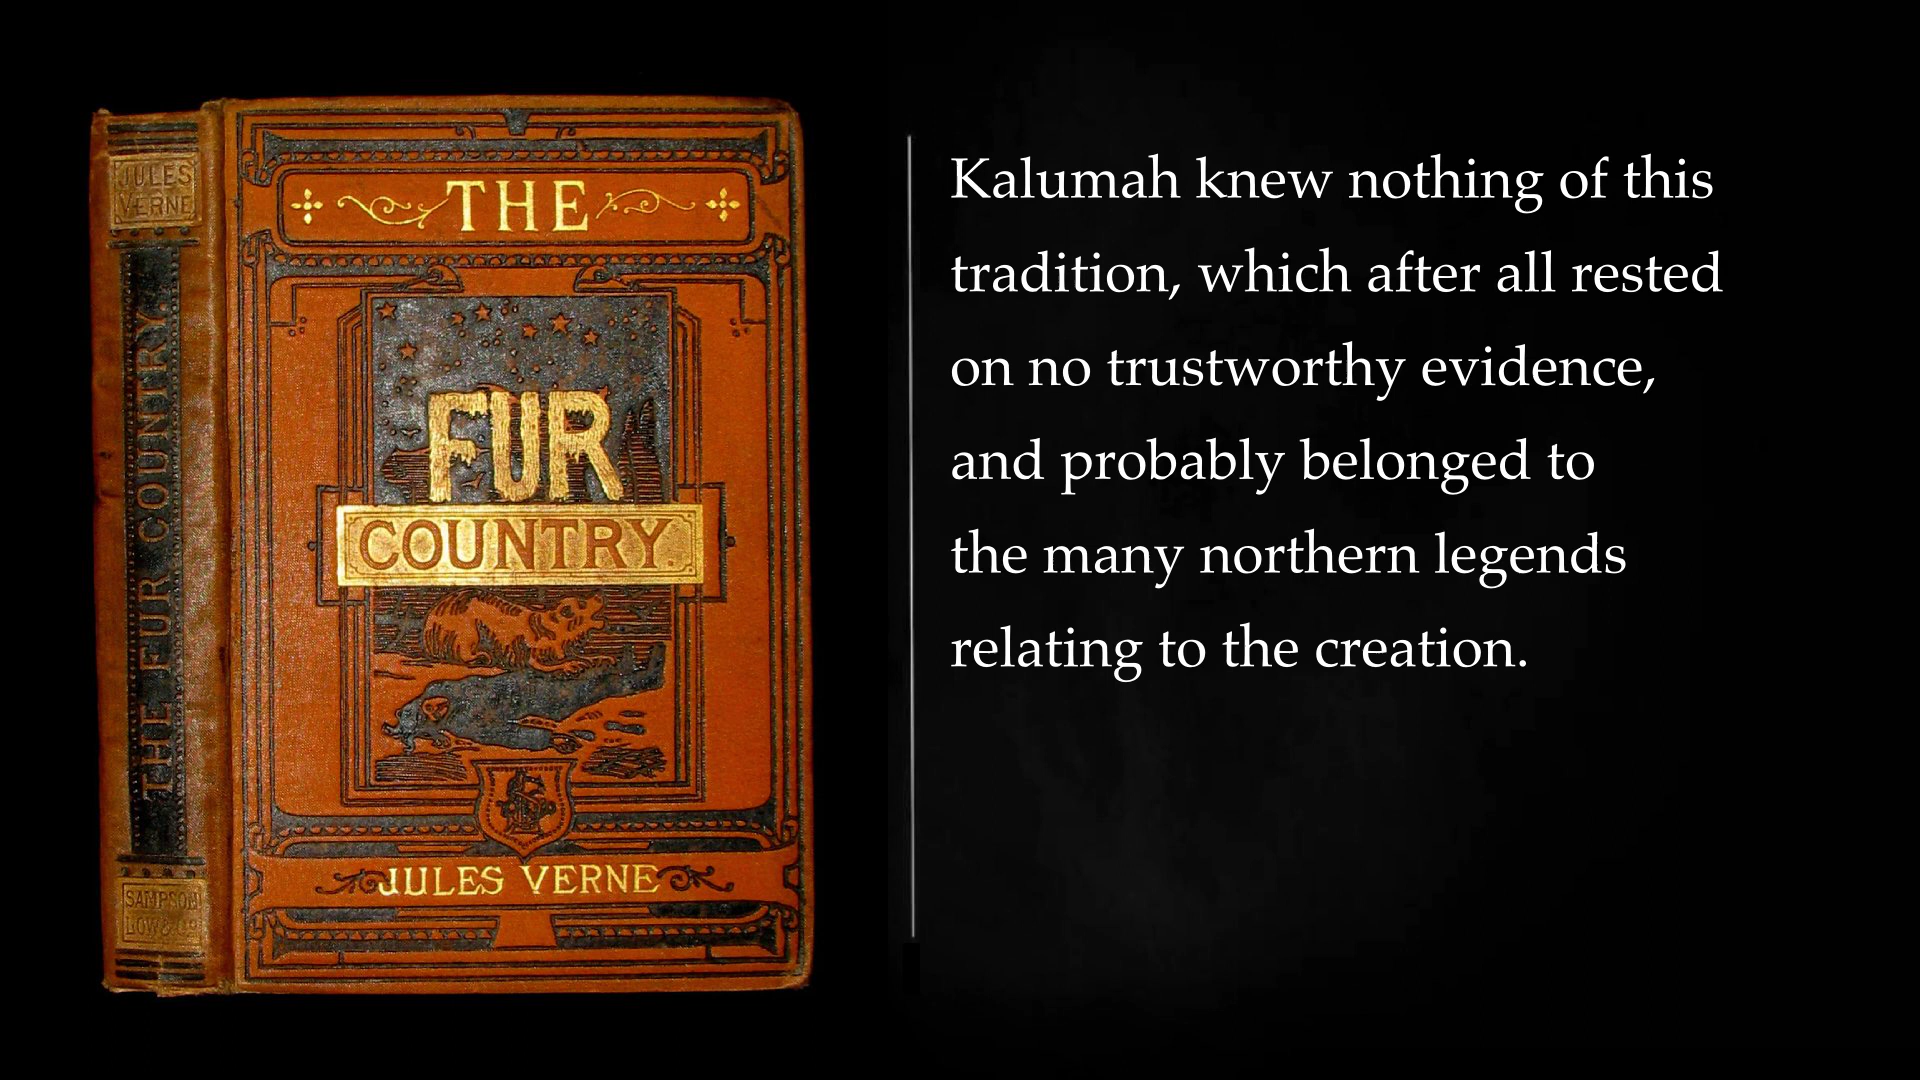 JULES
VERNE
THE FUR COUNTRY.
SAMPSON
LOW & Co
THE
FUR
COUNTRY.
JULES VERNE
Kalumah knew nothing of this
tradition, which after all rested
on no trustworthy evidence,
and probably belonged to
the many northern legends
relating to the creation.